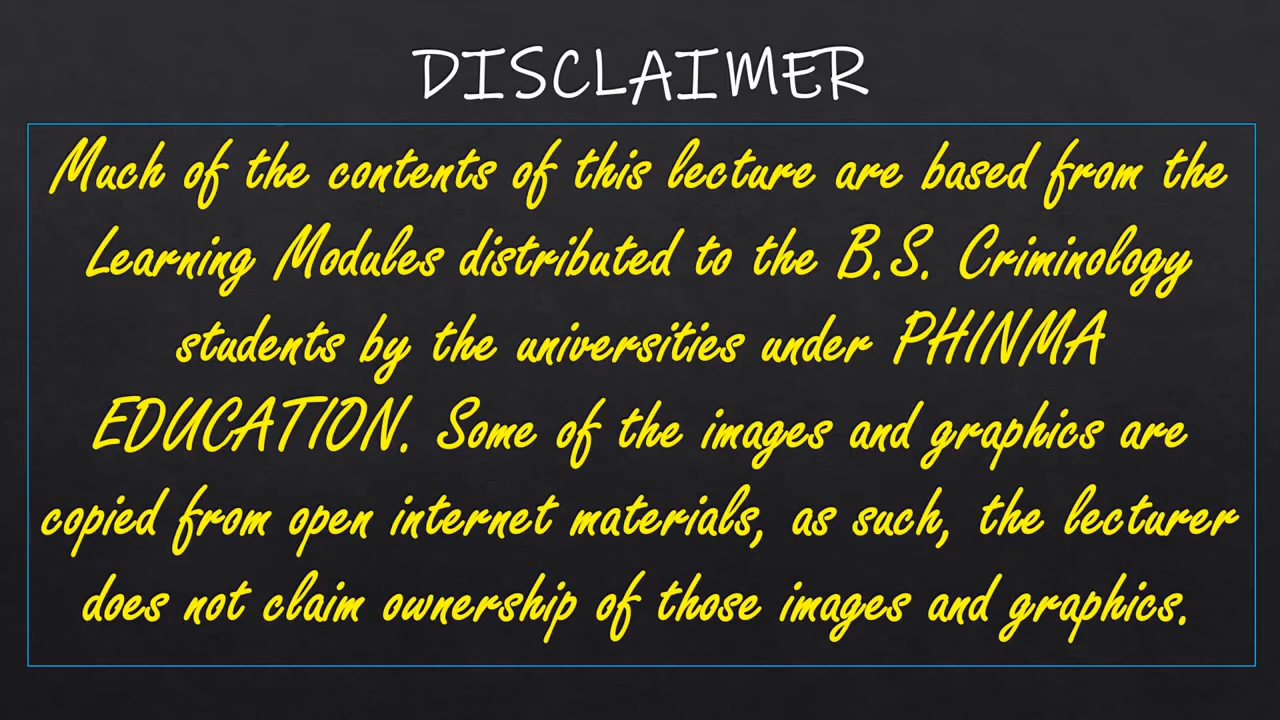 DISCLAIMER
Much of the contents of this lecture are based from the
Learning Modules distributed to the B.S. Criminology
students by the universities under PHINMA
EDUCATION. Some of the images and graphics are
copied from open internet materials, as such, the lecturer
does not claim ownership of those images and graphics.